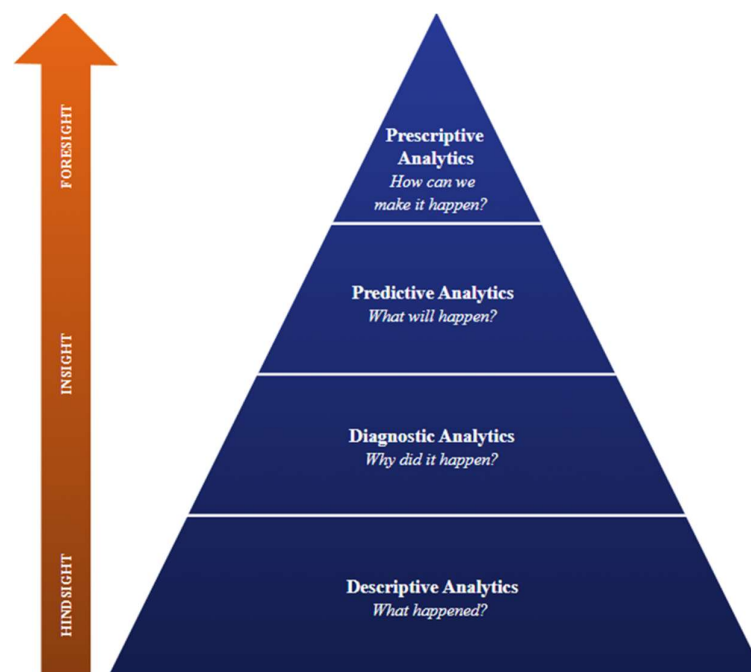 FORESIGHT
INSIGHT
HINDSIGHT
Prescriptive
Analytics
How can we
make it happen?
Predictive Analytics
What will happen?
Diagnostic Analytics
Why did it happen?
Descriptive Analytics
What happened?